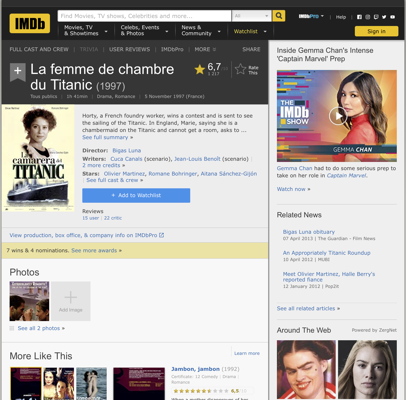 IMDb
Find Movies, TV shows, Celebrities and more...
All
IMDbPro
Help
Movies, TV
& Showtimes
Celebs, Events
& Photos
News &
Community
Watchlist
Sign in
FULL CAST AND CREW | TRIVIA | USER REVIEWS | IMDbPro | MORE
SHARE
La femme de chambre
du Titanic (1997)
6,7
Rate
This
Tous publics | 1h 41min | Drama, Romance | 5 November 1997 (France)
Horty, a French foundry worker, wins a contest and is sent to see
the sailing of the Titanic. In England, Marie, saying she is a
chambermaid on the Titanic and cannot get a room, asks to ...
See full summary »
Director: Bigas Luna
Writers: Cuca Canals (scenario), Jean-Louis Benoît (scenario) |
2 more credits »
Stars: Olivier Martinez, Romane Bohringer, Aitana Sánchez-Gijón
| See full cast & crew »
+ Add to Watchlist
Reviews
15 user | 22 critic
camarera
TITANIC
View production, box office, & company info on IMDbPro
7 wins & 4 nominations. See more awards »
Photos
Add Image
See all 2 photos »
More Like This
Learn more
Jambon, jambon (1992)
Certificate: 12 Comedy | Drama |
Romance
6,5
Inside Gemma Chan's Intense
'Captain Marvel' Prep
THE
IMDb
SHOW
GEMMA CHAN
Gemma Chan had to do some serious prep to
take on her role in Captain Marvel.
Watch now »
Related News
Bigas Luna obituary
07 April 2013 | The Guardian - Film News
An Appropriately Titanic Roundup
10 April 2012 | MUBI
Meet Olivier Martinez, Halle Berry's
reported fiance
12 January 2012 | Pop2it
See all related articles »
Around The Web
Powered by ZergNet